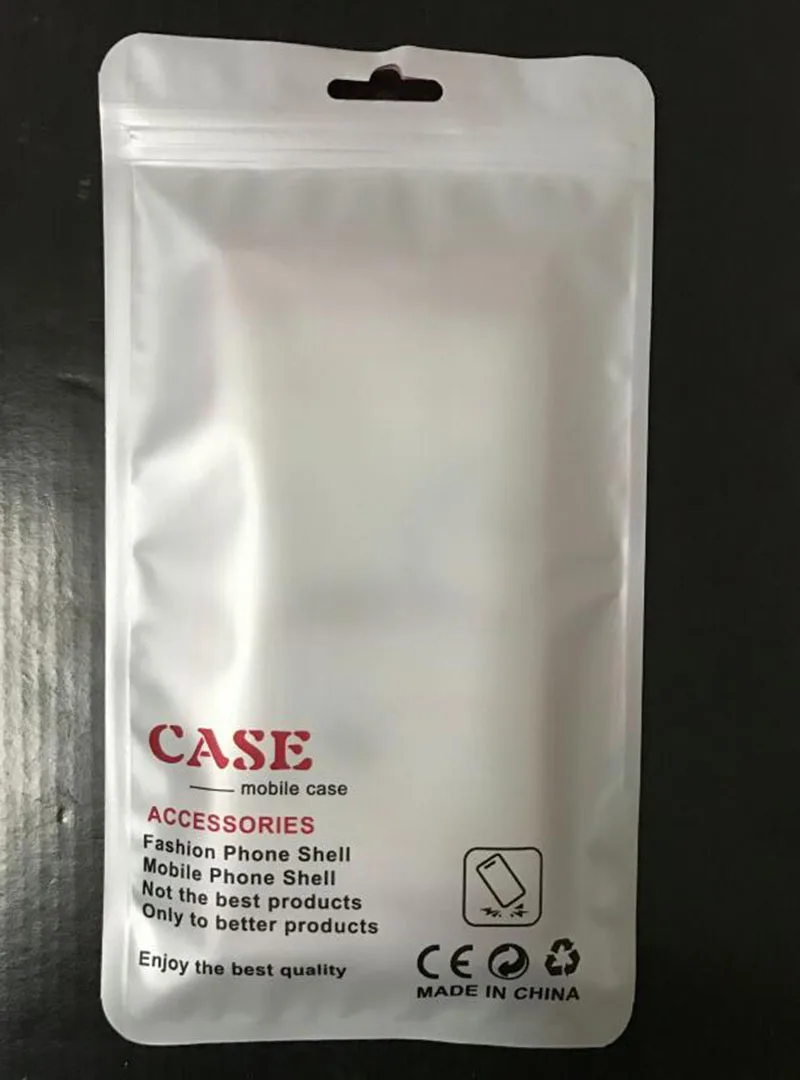 CASE
mobile case
ACCESSORIES
Fashion Phone Shell
Mobile Phone Shell
Not the best products
Only to better products
Enjoy the best quality
CE
MADE IN CHINA